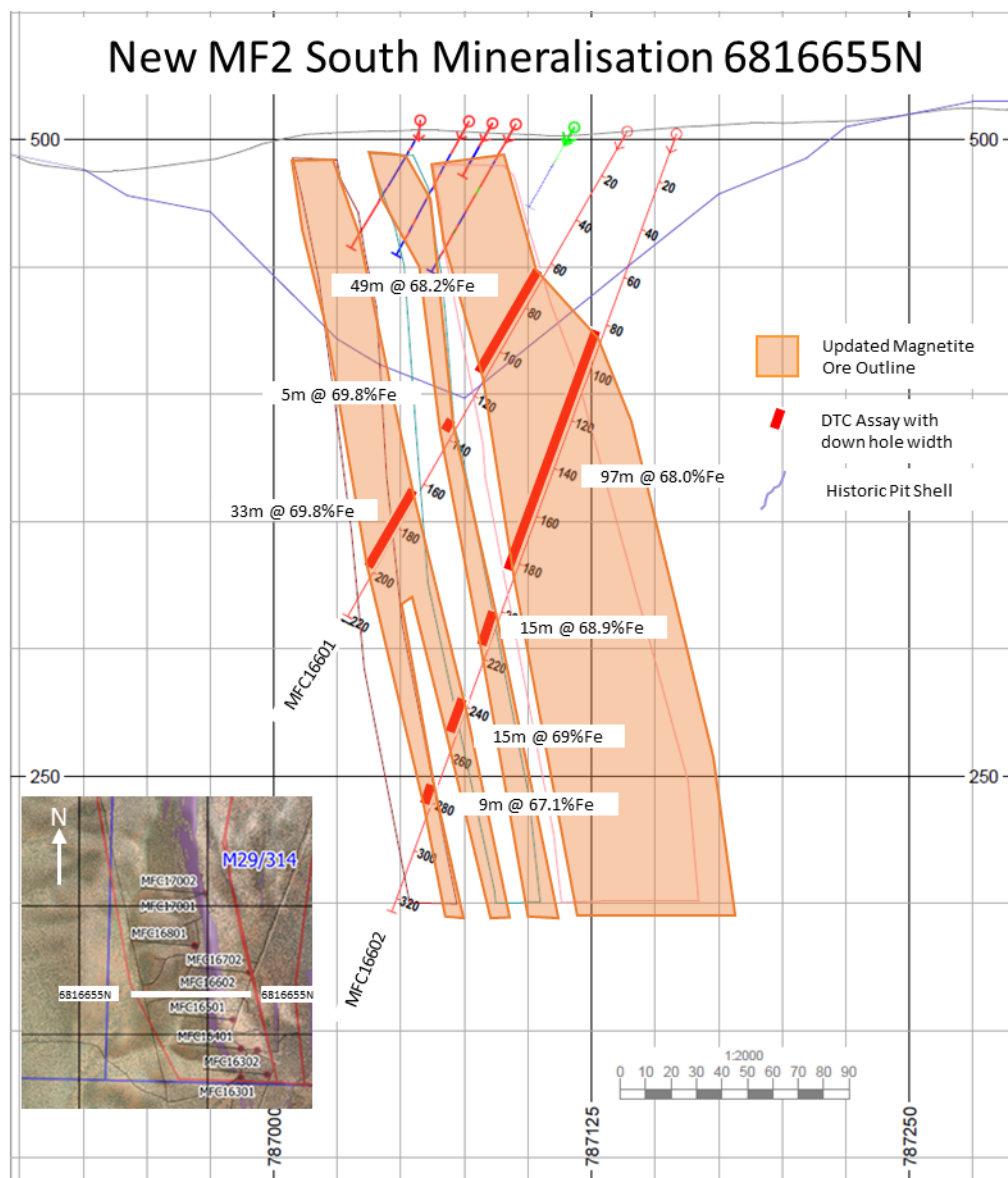 New MF2 South Mineralisation 6816655N
500
500
20
20
40
40
60
60
49m @ 68.2%Fe
80
80
Updated Magnetite
Ore Outline
100
100
5m @ 69.8%Fe
120
120
DTC Assay with
down hole width
140
140
97m @ 68.0%Fe
160
Historic Pit Shell
33m @ 69.8%Fe
160
180
180
200
220
15m @ 68.9%Fe
220
MFC16601
240
15m @ 69%Fe
260
250
250
9m @ 67.1%Fe
280
300
320
MFC16602
N
M29/314
MFC17002
MFC17001
MFC16801
MFC16702
MFC16602
6816655N
6816655N
MFC16501
MFC16401
MFC16302
MFC16301
1:2000
0 10 20 30 40 50 60 70 80 90
787000
787125
787250